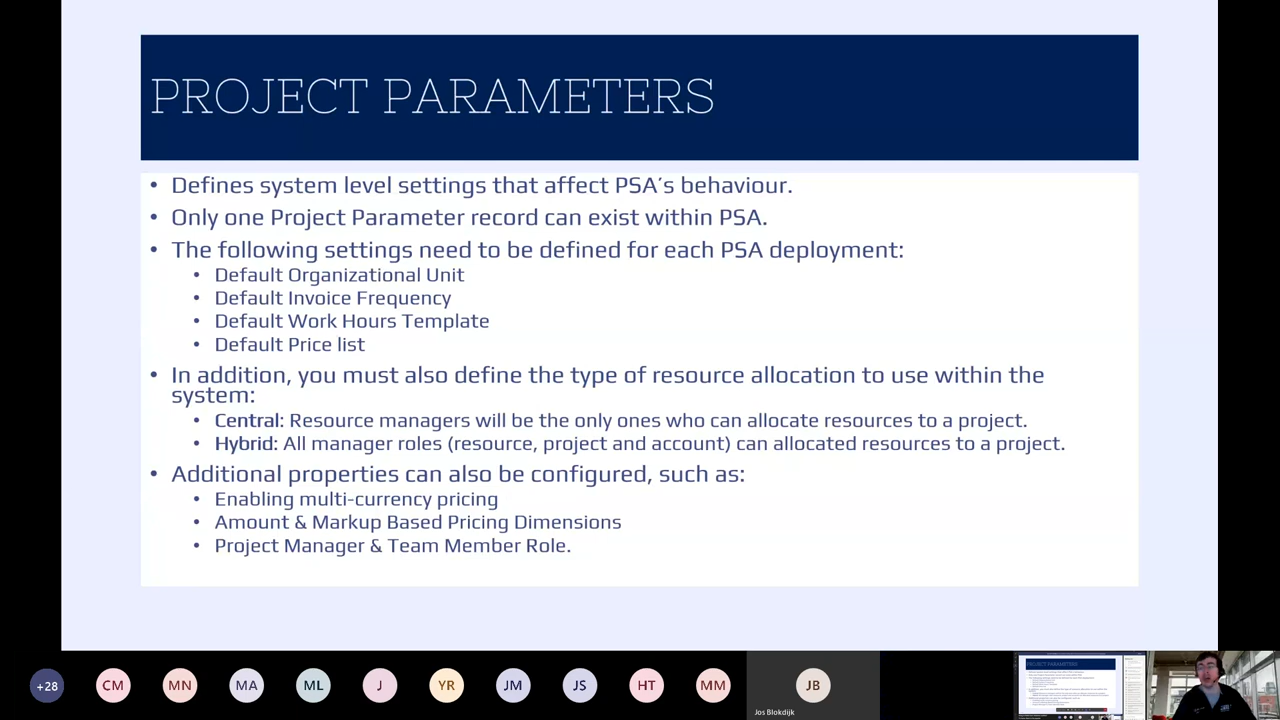 PROJECT PARAMETERS
• Defines system level settings that affect PSA's behaviour.
• Only one Project Parameter record can exist within PSA.
• The following settings need to be defined for each PSA deployment:
• Default Organizational Unit
• Default Invoice Frequency
• Default Work Hours Template
• Default Price list
• In addition, you must also define the type of resource allocation to use within the
system:
• Central: Resource managers will be the only ones who can allocate resources to a project.
• Hybrid: All manager roles (resource, project and account) can allocated resources to a project.
• Additional properties can also be configured, such as:
• Enabling multi-currency pricing
• Amount & Markup Based Pricing Dimensions
• Project Manager & Team Member Role.
+28 CM MN MA ML I R IM JS HT MM JB
Jos Blokdijk
PROJECT PARAMETERS